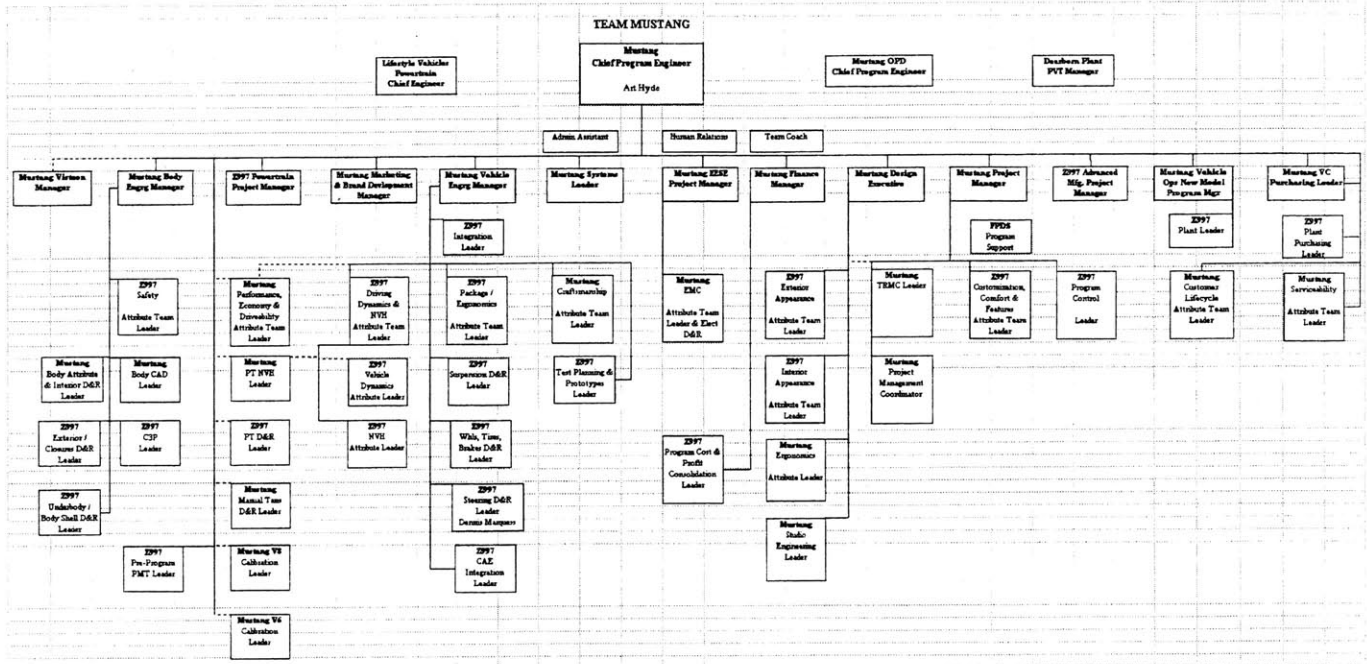 TEAM MUSTANG
Lifestyle Vehicles
Powertrain
Chief Engineer
Mustang
Chief Program Engineer
Art Hyde
Mustang OPD
Chief Program Engineer
Dearborn Plant
PVT Manager
Admin Assistant
Human Relations
Team Coach
Mustang Virtuon
Manager
Mustang Body
Engrg Manager
Z997 Powertrain
Project Manager
Mustang Marketing
& Brand Devlopment
Manager
Mustang Vehicle
Engrg Manager
Mustang Systems
Leader
Mustang EESE
Project Manager
Mustang Finance
Manager
Mustang Design
Executive
Mustang Project
Manager
Z997 Advanced
Mfg. Project
Manager
Mustang Vehicle
Ops New Model
Program Mgr
Mustang VC
Purchasing Leader
Z997
Integration
Leader
FPDS
Program
Support
Z997
Plant Leader
Z997
Plant
Purchasing
Leader
Z997
Safety
Attribute Team
Leader
Mustang
Performance,
Economy &
Driveability
Attribute Team
Leader
Z997
Driving
Dynamics &
NVH
Attribute Team
Leader
Z997
Package /
Ergonomics
Attribute Team
Leader
Mustang
Craftsmanship
Attribute Team
Leader
Mustang
EMC
Attribute Team
Leader & Elect
D&R
Z997
Exterior
Appearance
Attribute Team
Leader
Mustang
TRMC Leader
Z997
Customization,
Comfort &
Features
Attribute Team
Leader
Z997
Program
Control
Leader
Mustang
Customer
Lifecycle
Attribute Team
Leader
Mustang
Serviceability
Attribute Team
Leader
Mustang
Body Attribute
& Interior D&R
Leader
Mustang
Body CAD
Leader
Mustang
PT NVH
Leader
Z997
Vehicle
Dynamics
Attribute Leader
Z997
Suspension D&R
Leader
Z997
Test Planning &
Prototypes
Leader
Z997
Interior
Appearance
Attribute Team
Leader
Mustang
Project
Management
Coordinator
Z997
Exterior /
Closures D&R
Leader
Z997
C3P
Leader
Z997
PT D&R
Leader
Z997
NVH
Attribute Leader
Z997
Whls, Tires,
Brakes D&R
Leader
Z997
Program Cost &
Profit
Consolidation
Leader
Mustang
Ergonomics
Attribute Leader
Z997
Underbody /
Body Shell D&R
Leader
Mustang
Manual Tans
D&R Leader
Z997
Steering D&R
Leader
Dennis Marquess
Mustang
Studio
Engineering
Leader
Z997
Pre-Program
PMT Leader
Mustang V8
Calibration
Leader
Z997
CAE
Integration
Leader
Mustang V6
Calibration
Leader